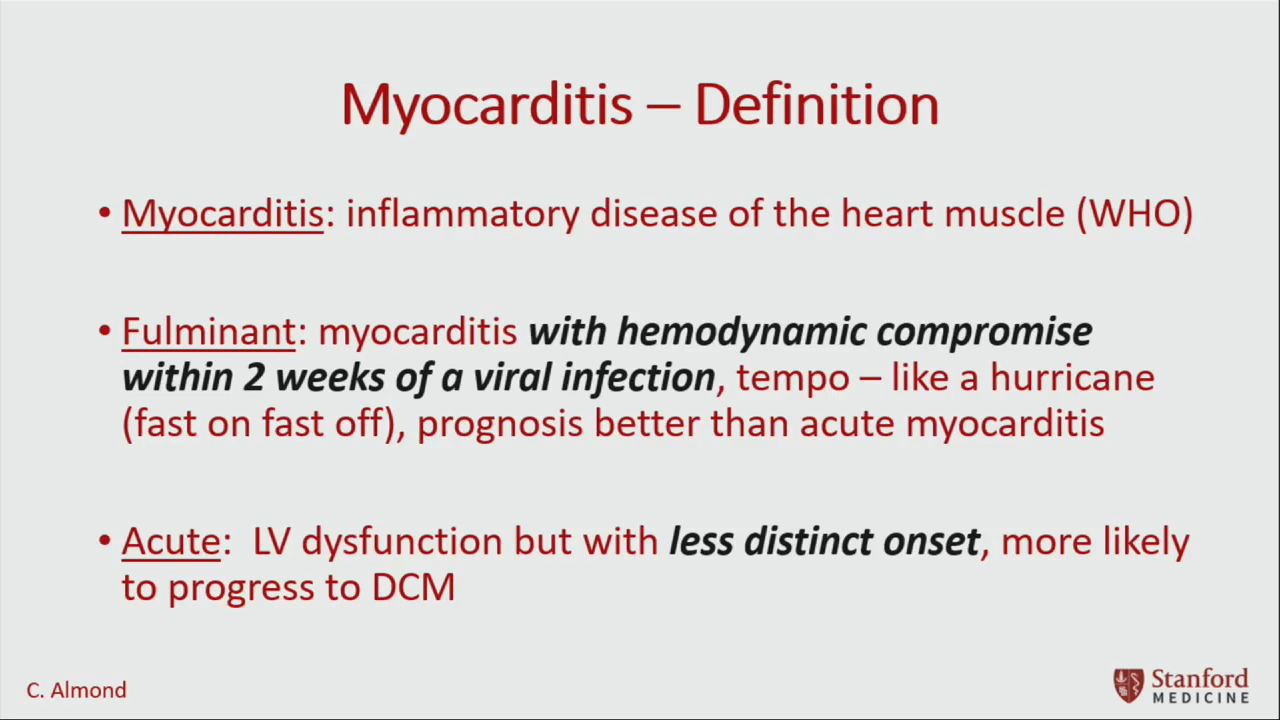 Myocarditis – Definition
• Myocarditis: inflammatory disease of the heart muscle (WHO)
• Fulminant: myocarditis with hemodynamic compromise
within 2 weeks of a viral infection, tempo – like a hurricane
(fast on fast off), prognosis better than acute myocarditis
• Acute:  LV dysfunction but with less distinct onset, more likely
to progress to DCM
C. Almond
Stanford
MEDICINE